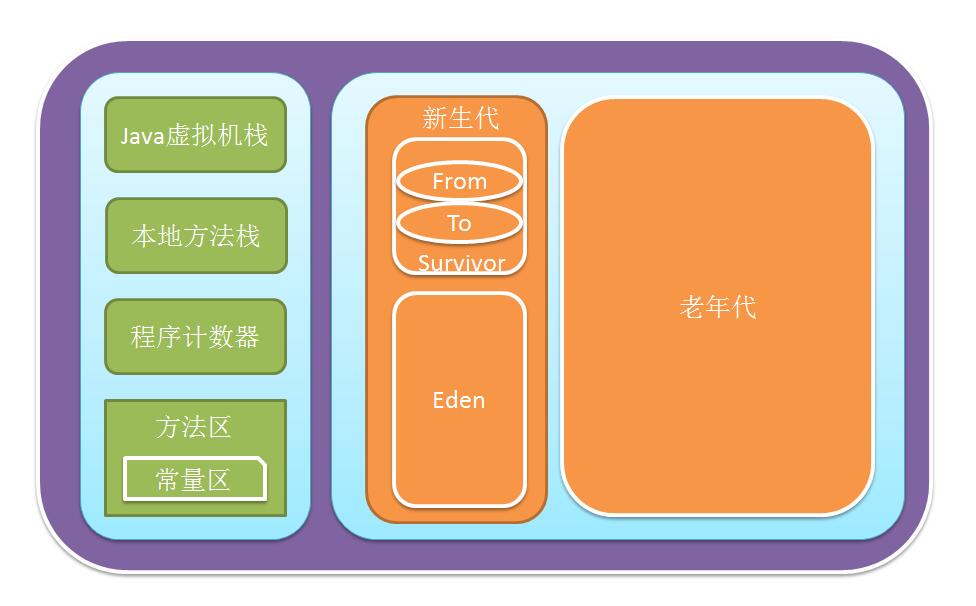 Java虚拟机栈
本地方法栈
程序计数器
方法区
常量区
新生代
From
To
Survivor
Eden
老年代